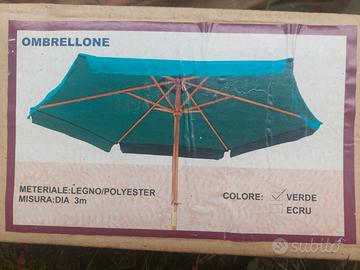 OMBRELLONE
METERIALE:LEGNO/POLYESTER
MISURA:DIA 3m
COLORE: ✓ VERDE
ECRU
subito